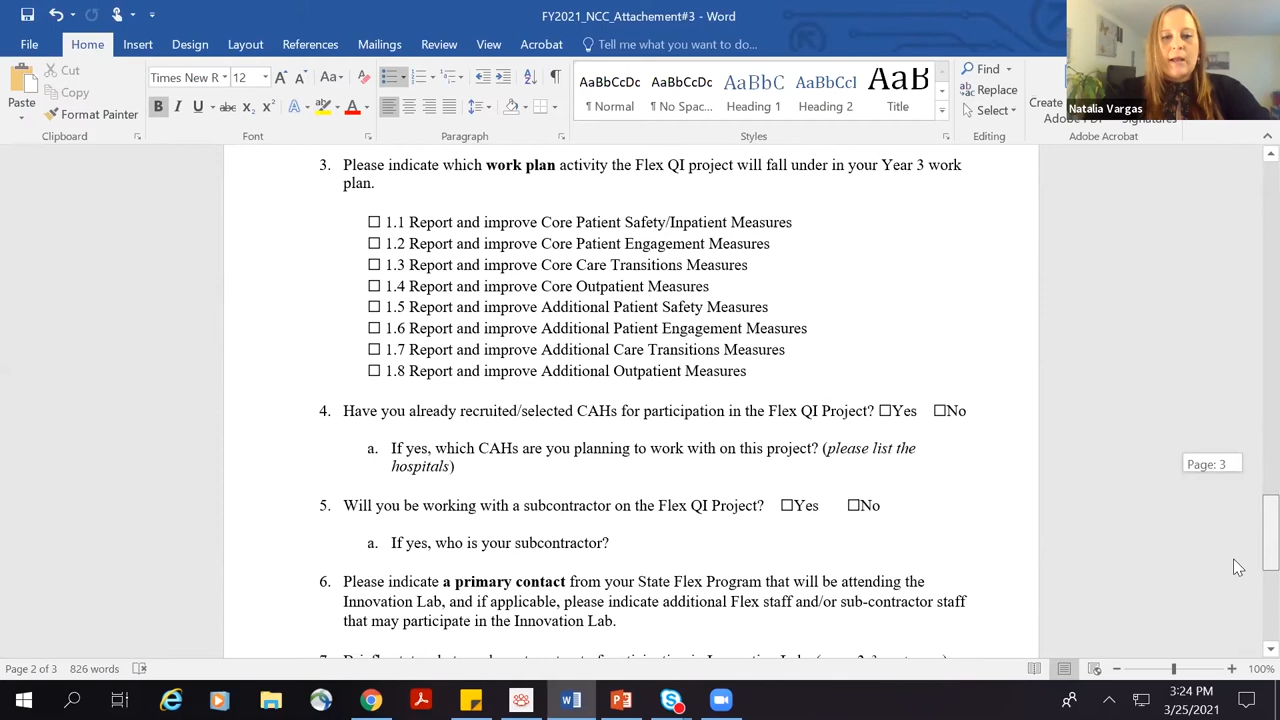 FY2021_NCC_Attachement#3 - Word
File Home Insert Design Layout References Mailings Review View Acrobat Tell me what you want to do...
Paste
Cut
Copy
Format Painter
Clipboard
Times New R 12
Font
Paragraph
AaBbCcDc AaBbCcDc AaBbC AaBbCcI AaB
¶ Normal ¶ No Spac... Heading 1 Heading 2 Title
Styles
Find
Replace
Select
Editing
Create
Adobe Acrobat
Natalia Vargas
3. Please indicate which work plan activity the Flex QI project will fall under in your Year 3 work
plan.
☐ 1.1 Report and improve Core Patient Safety/Inpatient Measures
☐ 1.2 Report and improve Core Patient Engagement Measures
☐ 1.3 Report and improve Core Care Transitions Measures
☐ 1.4 Report and improve Core Outpatient Measures
☐ 1.5 Report and improve Additional Patient Safety Measures
☐ 1.6 Report and improve Additional Patient Engagement Measures
☐ 1.7 Report and improve Additional Care Transitions Measures
☐ 1.8 Report and improve Additional Outpatient Measures
4. Have you already recruited/selected CAHs for participation in the Flex QI Project? ☐Yes ☐No
a. If yes, which CAHs are you planning to work with on this project? (please list the
hospitals)
5. Will you be working with a subcontractor on the Flex QI Project? ☐Yes ☐No
a. If yes, who is your subcontractor?
6. Please indicate a primary contact from your State Flex Program that will be attending the
Innovation Lab, and if applicable, please indicate additional Flex staff and/or sub-contractor staff
that may participate in the Innovation Lab.
Page: 3
Page 2 of 3 826 words
100%
3:24 PM
3/25/2021